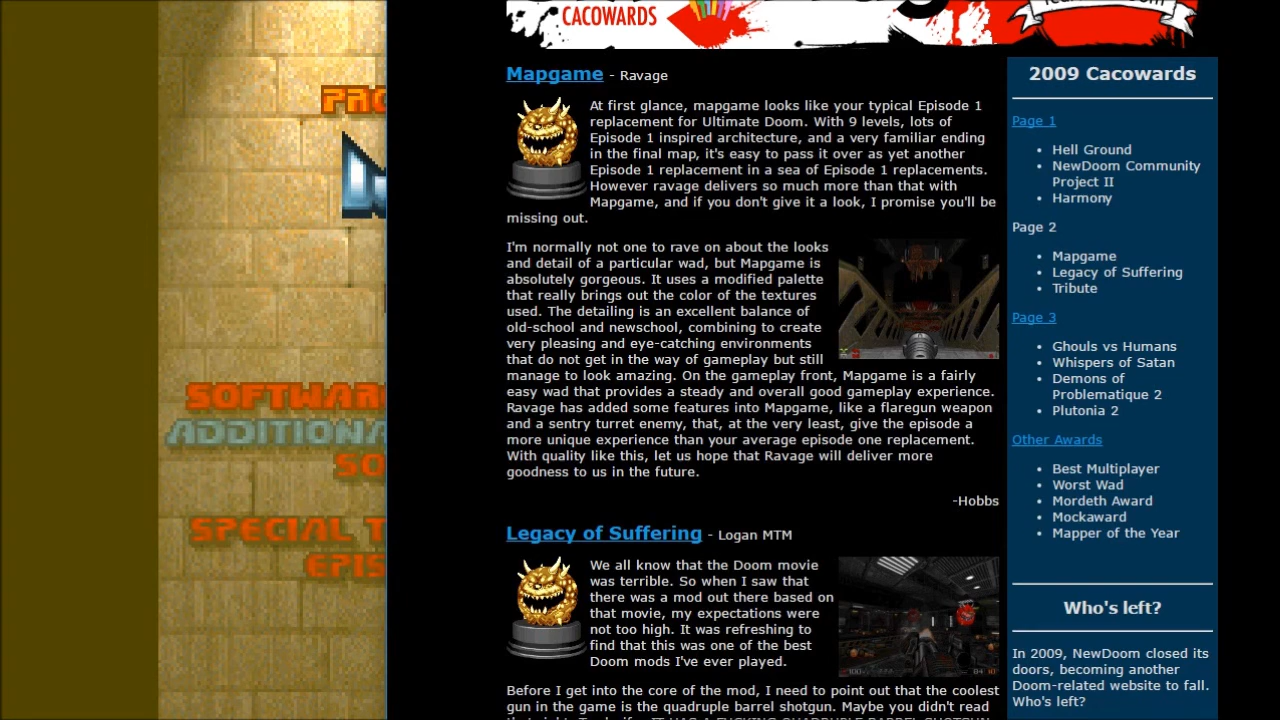 CACOWARDS
Mapgame - Ravage
At first glance, mapgame looks like your typical Episode 1
replacement for Ultimate Doom. With 9 levels, lots of
Episode 1 inspired architecture, and a very familiar ending
in the final map, it's easy to pass it over as yet another
Episode 1 replacement in a sea of Episode 1 replacements.
However ravage delivers so much more than that with
Mapgame, and if you don't give it a look, I promise you'll be
missing out.
I'm normally not one to rave on about the looks
and detail of a particular wad, but Mapgame is
absolutely gorgeous. It uses a modified palette
that really brings out the color of the textures
used. The detailing is an excellent balance of
old-school and newschool, combining to create
very pleasing and eye-catching environments
that do not get in the way of gameplay but still
manage to look amazing. On the gameplay front, Mapgame is a fairly
easy wad that provides a steady and overall good gameplay experience.
Ravage has added some features into Mapgame, like a flaregun weapon
and a sentry turret enemy, that, at the very least, give the episode a
more unique experience than your average episode one replacement.
With quality like this, let us hope that Ravage will deliver more
goodness to us in the future.
-Hobbs
Legacy of Suffering - Logan MTM
We all know that the Doom movie
was terrible. So when I saw that
there was a mod out there based on
that movie, my expectations were
not too high. It was refreshing to
find that this was one of the best
Doom mods I've ever played.
Before I get into the core of the mod, I need to point out that the coolest
gun in the game is the quadruple barrel shotgun. Maybe you didn't read
2009 Cacowards
Page 1
• Hell Ground
• NewDoom Community
Project II
• Harmony
Page 2
• Mapgame
• Legacy of Suffering
• Tribute
Page 3
• Ghouls vs Humans
• Whispers of Satan
• Demons of
Problematique 2
• Plutonia 2
Other Awards
• Best Multiplayer
• Worst Wad
• Mordeth Award
• Mockaward
• Mapper of the Year
Who's left?
In 2009, NewDoom closed its
doors, becoming another
Doom-related website to fall.
Who's left?
SOFTWAR
ADDITIONA
SO
SPECIAL T
EPIS